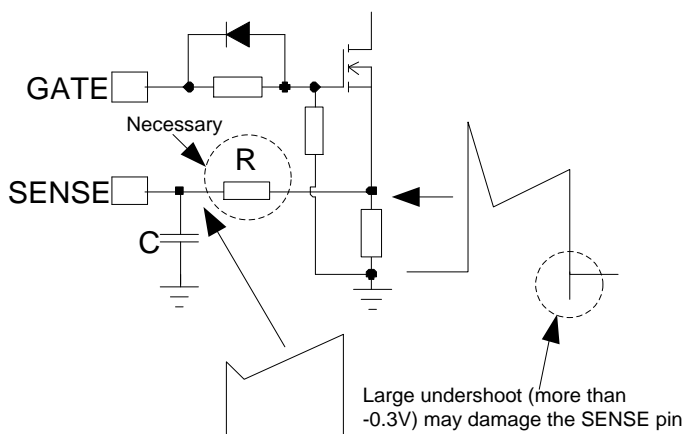 GATE
Necessary
R
SENSE
C
Large undershoot (more than
-0.3V) may damage the SENSE pin